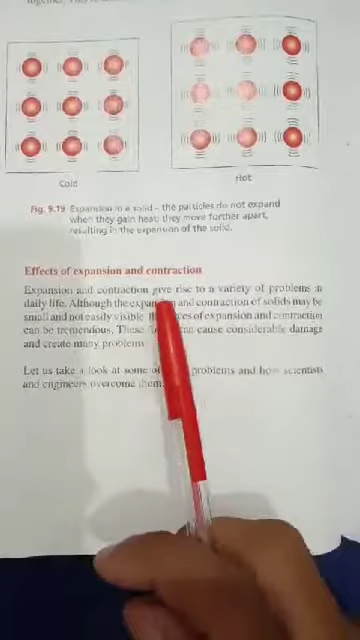 Cold
Hot
Fig. 9.19 Expansion in a solid – the particles do not expand
when they gain heat; they move further apart,
resulting in the expansion of the solid.
Effects of expansion and contraction
Expansion and contraction give rise to a variety of problems in
daily life. Although the expansion and contraction of solids may be
small and not easily visible, the forces of expansion and contraction
can be tremendous. These can cause considerable damage
and create many problems
Let us take a look at some of problems and how scientists
and engineers overcome them.